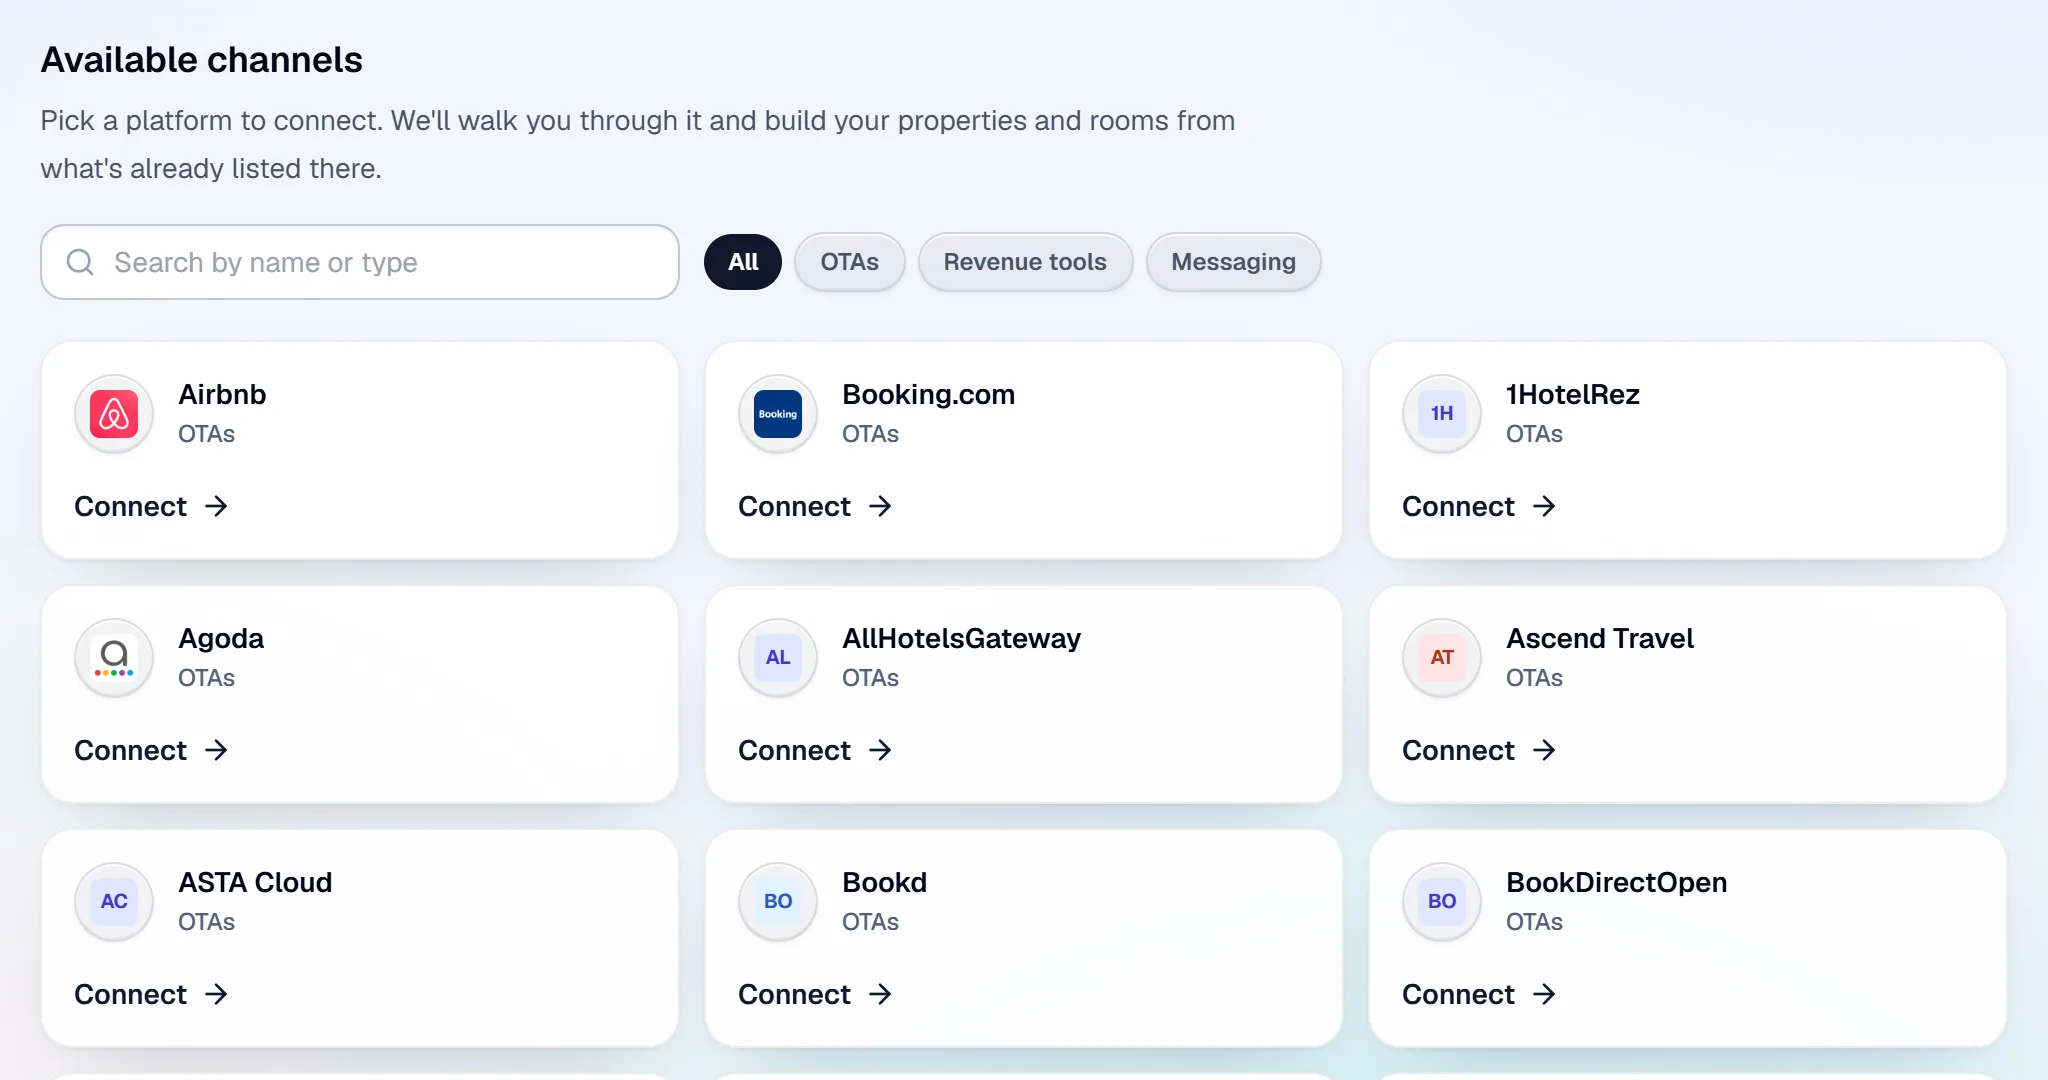 Available channels
Pick a platform to connect. We'll walk you through it and build your properties and rooms from
what's already listed there.
Search by name or type
All
OTAs
Revenue tools
Messaging
Airbnb
OTAs
Connect
Booking
Booking.com
OTAs
Connect
1H
1HotelRez
OTAs
Connect
a
Agoda
OTAs
Connect
AL
AllHotelsGateway
OTAs
Connect
AT
Ascend Travel
OTAs
Connect
AC
ASTA Cloud
OTAs
Connect
BO
Bookd
OTAs
Connect
BO
BookDirectOpen
OTAs
Connect